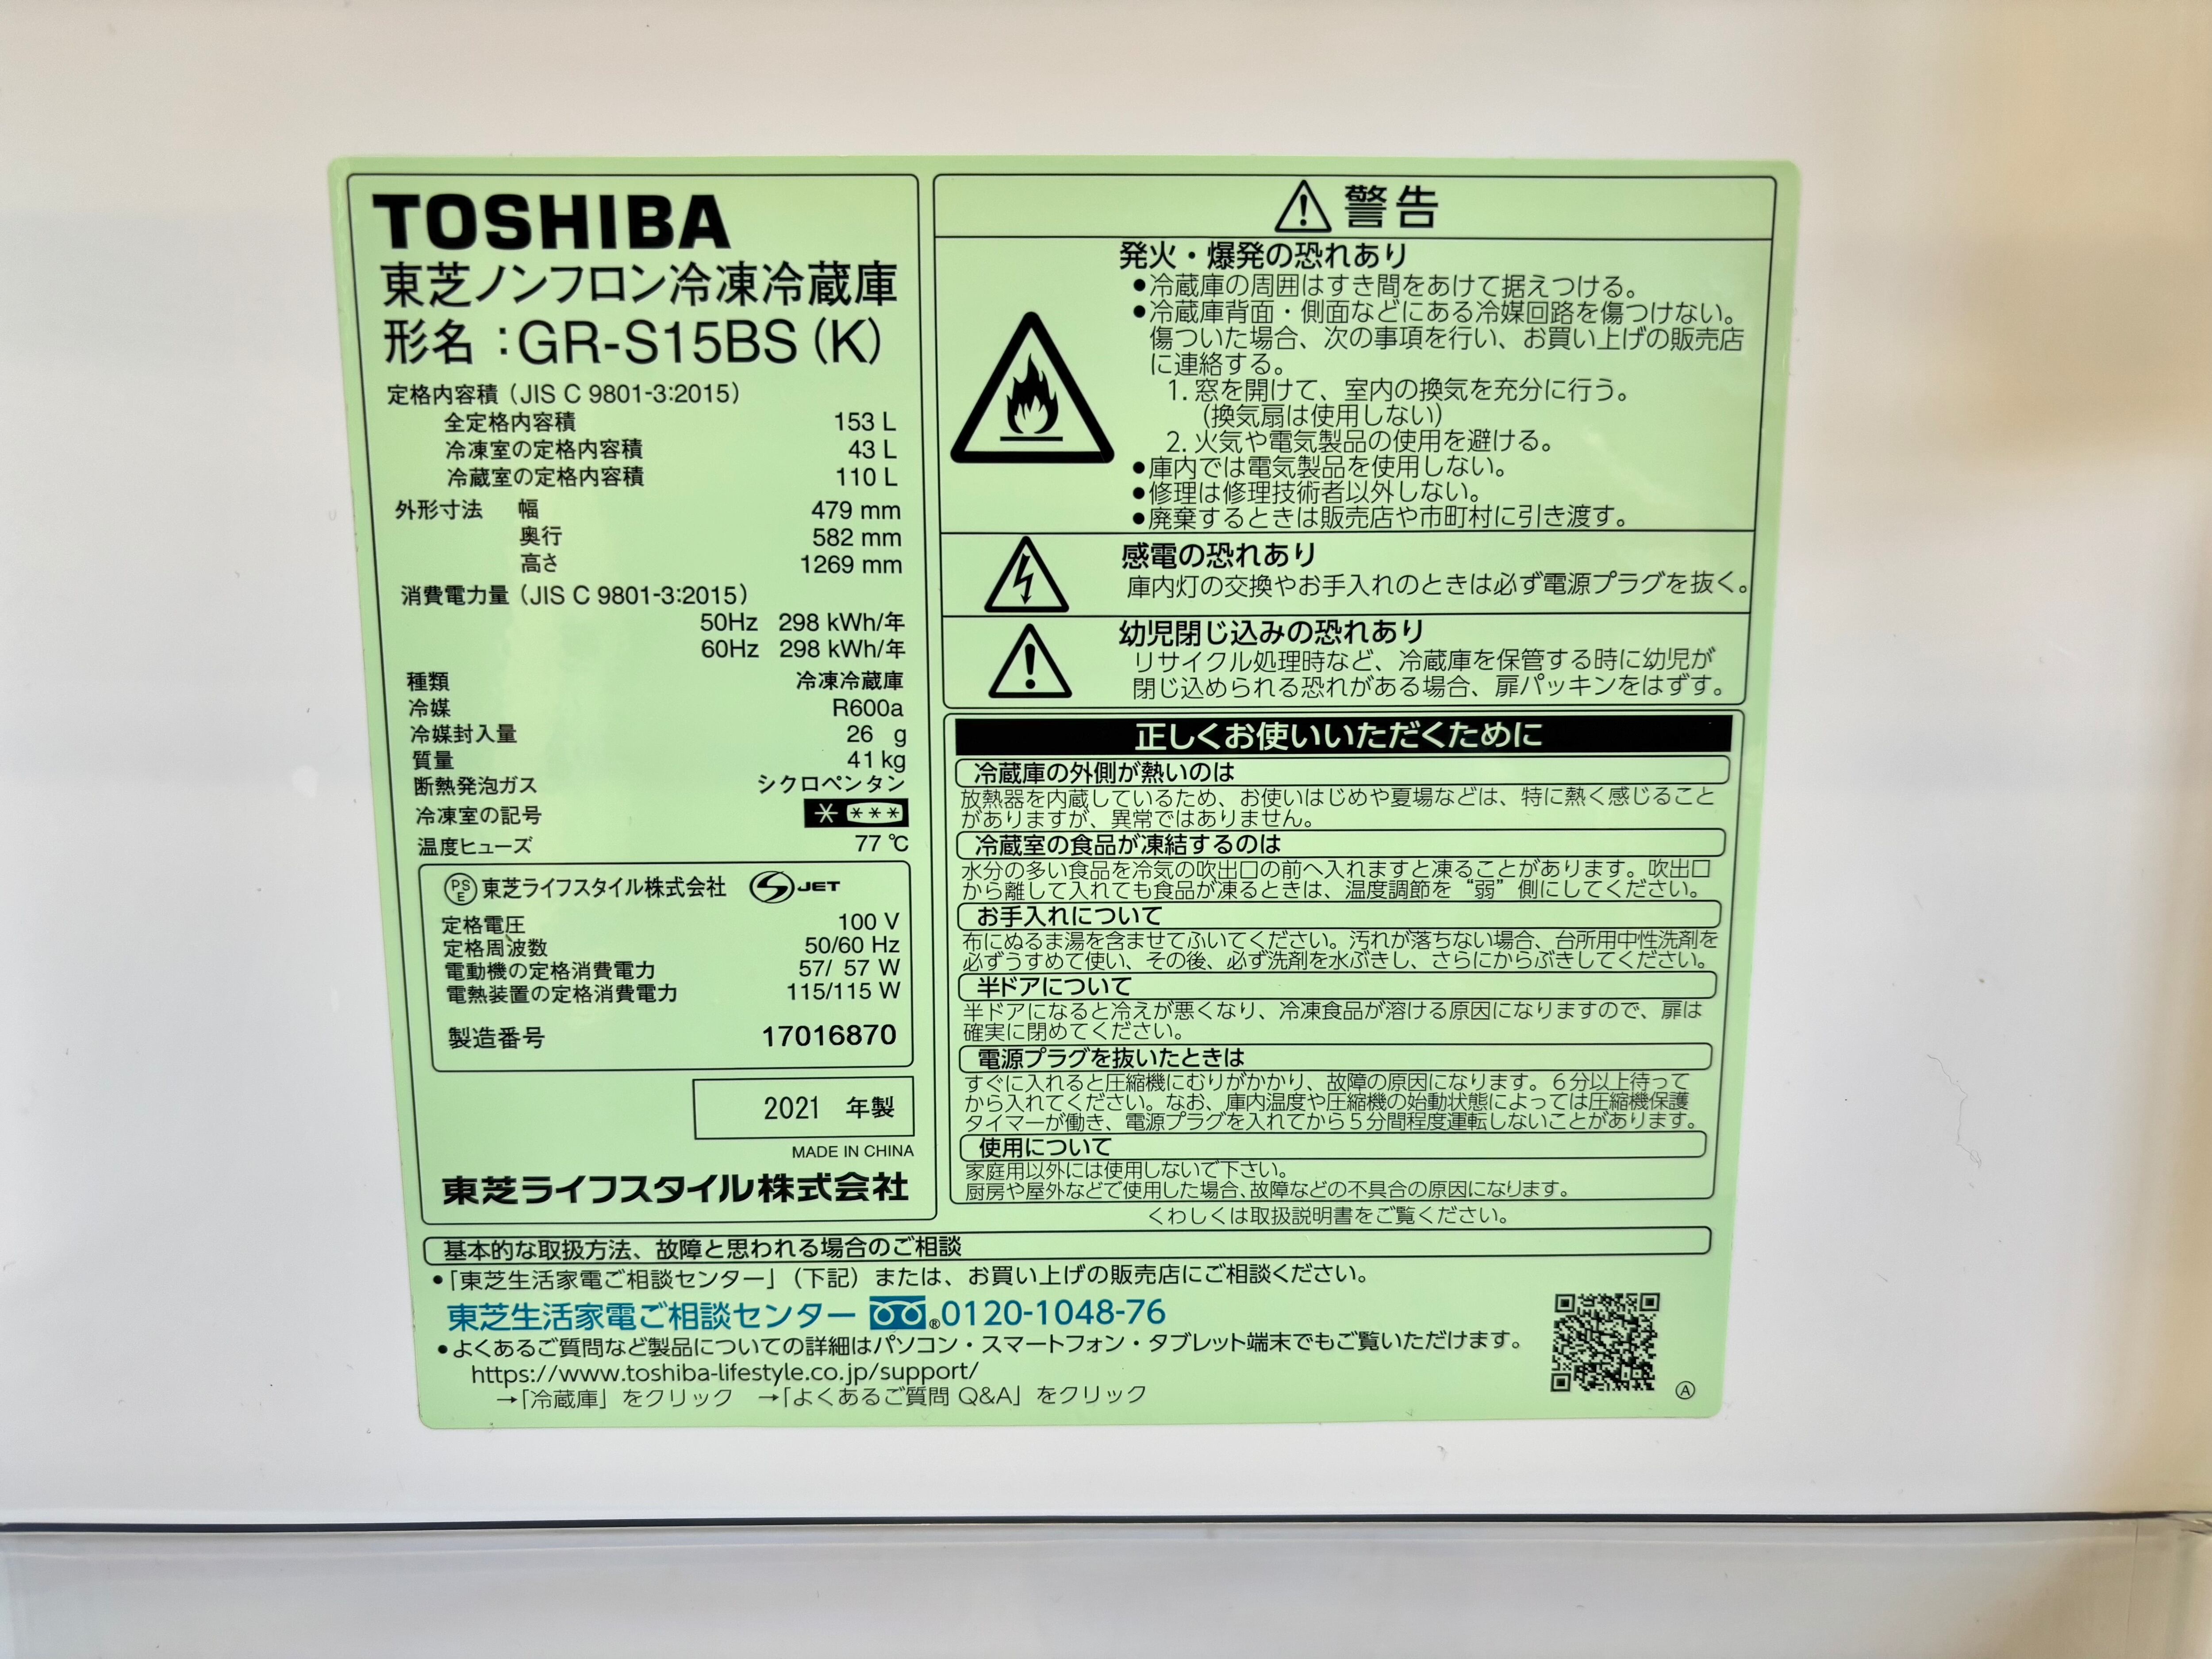 TOSHIBA
東芝ノンフロン冷凍冷蔵庫
形名：GR-S15BS（K）
定格内容積（JIS C 9801-3:2015）
全定格内容積 153 L
冷凍室の定格内容積 43 L
冷蔵室の定格内容積 110 L
外形寸法 幅 479 mm
奥行 582 mm
高さ 1269 mm
消費電力量（JIS C 9801-3:2015）
50Hz 298 kWh/年
60Hz 298 kWh/年
種類 冷凍冷蔵庫
冷媒 R600a
冷媒封入量 26 g
質量 41 kg
断熱発泡ガス シクロペンタン
冷凍室の記号 * ***
温度ヒューズ 77 ℃
PSE 東芝ライフスタイル株式会社 S JET
定格電圧 100 V
定格周波数 50/60 Hz
電動機の定格消費電力 57/ 57 W
電熱装置の定格消費電力 115/115 W
製造番号 17016870
2021 年製
MADE IN CHINA
東芝ライフスタイル株式会社
警告
発火・爆発の恐れあり
●冷蔵庫の周囲はすき間をあけて据えつける。
●冷蔵庫背面・側面などにある冷媒回路を傷つけない。
傷ついた場合、次の事項を行い、お買い上げの販売店
に連絡する。
1. 窓を開けて、室内の換気を充分に行う。
（換気扇は使用しない）
2. 火気や電気製品の使用を避ける。
●庫内では電気製品を使用しない。
●修理は修理技術者以外しない。
●廃棄するときは販売店や市町村に引き渡す。
感電の恐れあり
庫内灯の交換やお手入れのときは必ず電源プラグを抜く。
幼児閉じ込みの恐れあり
リサイクル処理時など、冷蔵庫を保管する時に幼児が
閉じ込められる恐れがある場合、扉パッキンをはずす。
正しくお使いいただくために
冷蔵庫の外側が熱いのは
放熱器を内蔵しているため、お使いはじめや夏場などは、特に熱く感じること
がありますが、異常ではありません。
冷蔵室の食品が凍結するのは
水分の多い食品を冷気の吹出口の前へ入れますと凍ることがあります。吹出口
から離して入れても食品が凍るときは、温度調節を“弱”側にしてください。
お手入れについて
布にぬるま湯を含ませてふいてください。汚れが落ちない場合、台所用中性洗剤を
必ずうすめて使い、その後、必ず洗剤を水ぶきし、さらにからぶきしてください。
半ドアについて
半ドアになると冷えが悪くなり、冷凍食品が溶ける原因になりますので、扉は
確実に閉めてください。
電源プラグを抜いたときは
すぐに入れると圧縮機にむりがかかり、故障の原因になります。６分以上待って
から入れてください。なお、庫内温度や圧縮機の始動状態によっては圧縮機保護
タイマーが働き、電源プラグを入れてから５分間程度運転しないことがあります。
使用について
家庭用以外には使用しないで下さい。
厨房や屋外などで使用した場合、故障などの不具合の原因になります。
くわしくは取扱説明書をご覧ください。
基本的な取扱方法、故障と思われる場合のご相談
●「東芝生活家電ご相談センター」（下記）または、お買い上げの販売店にご相談ください。
東芝生活家電ご相談センター ®0120-1048-76
●よくあるご質問など製品についての詳細はパソコン・スマートフォン・タブレット端末でもご覧いただけます。
https://www.toshiba-lifestyle.co.jp/support/
→「冷蔵庫」をクリック →「よくあるご質問 Q&A」をクリック
Ⓐ